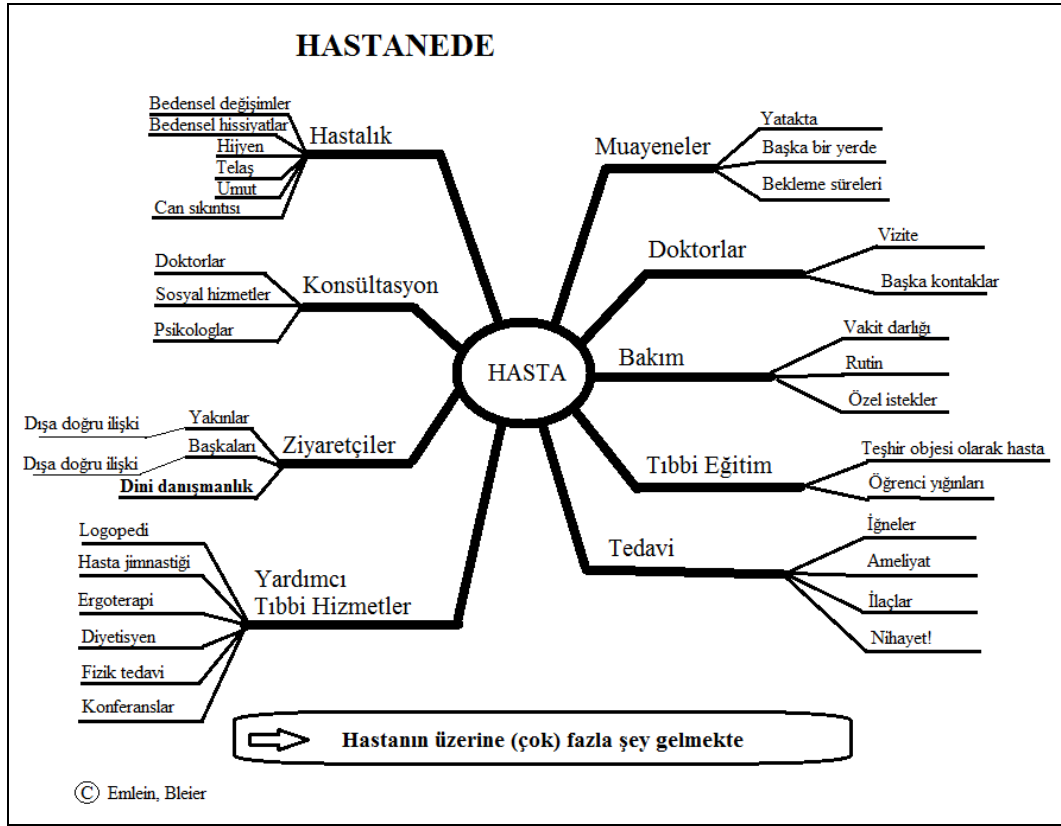 HASTANEDE
Hastalık
Bedensel değişimler
Bedensel hissiyatlar
Hijyen
Telaş
Umut
Can sıkıntısı
Konsültasyon
Doktorlar
Sosyal hizmetler
Psikologlar
Ziyaretçiler
Yakınlar
Dışa doğru ilişki
Başkaları
Dışa doğru ilişki
Dini danışmanlık
Yardımcı
Tıbbi Hizmetler
Logopedi
Hasta jimnastiği
Ergoterapi
Diyetisyen
Fizik tedavi
Konferanslar
HASTA
Muayeneler
Yatakta
Başka bir yerde
Bekleme süreleri
Doktorlar
Vizite
Başka kontaklar
Bakım
Vakit darlığı
Rutin
Özel istekler
Tıbbi Eğitim
Teşhir objesi olarak hasta
Öğrenci yığınları
Tedavi
İğneler
Ameliyat
İlaçlar
Nihayet!
Hastanın üzerine (çok) fazla şey gelmekte
© Emlein, Bleier